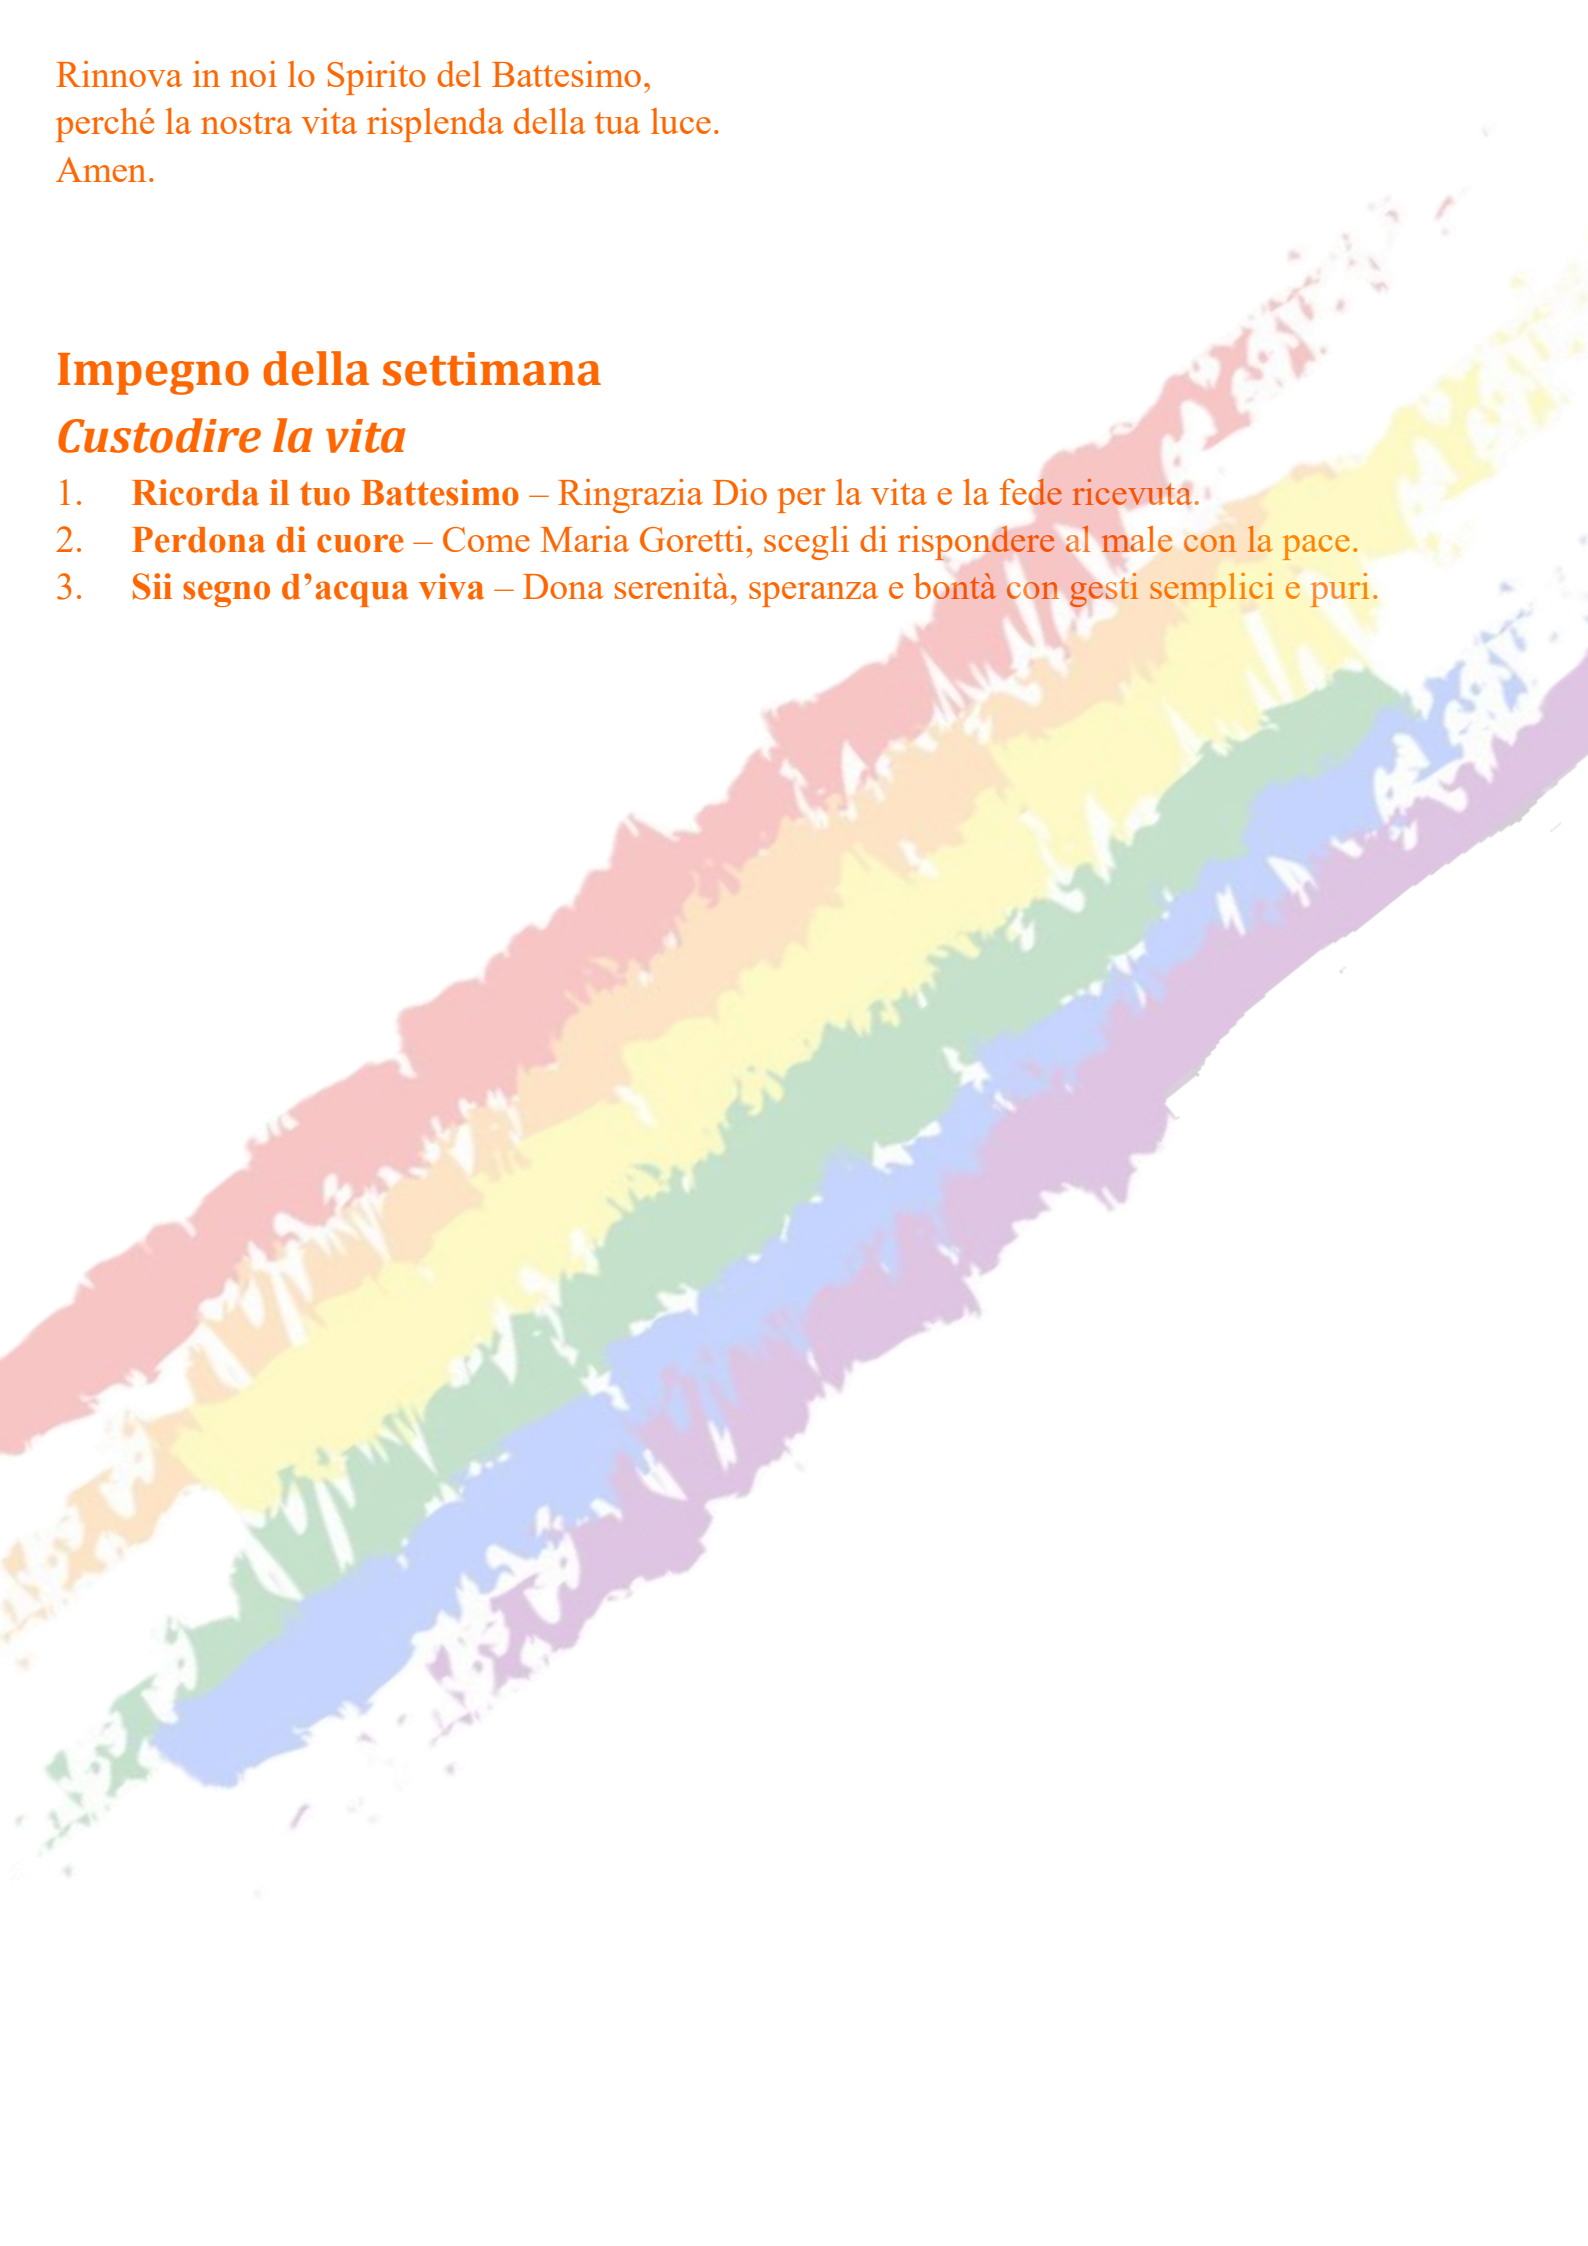 Rinnova in noi lo Spirito del Battesimo,
perché la nostra vita risplenda della tua luce.
Amen.
Impegno della settimana
Custodire la vita
1. Ricorda il tuo Battesimo – Ringrazia Dio per la vita e la fede ricevuta.
2. Perdona di cuore – Come Maria Goretti, scegli di rispondere al male con la pace.
3. Sii segno d’acqua viva – Dona serenità, speranza e bontà con gesti semplici e puri.